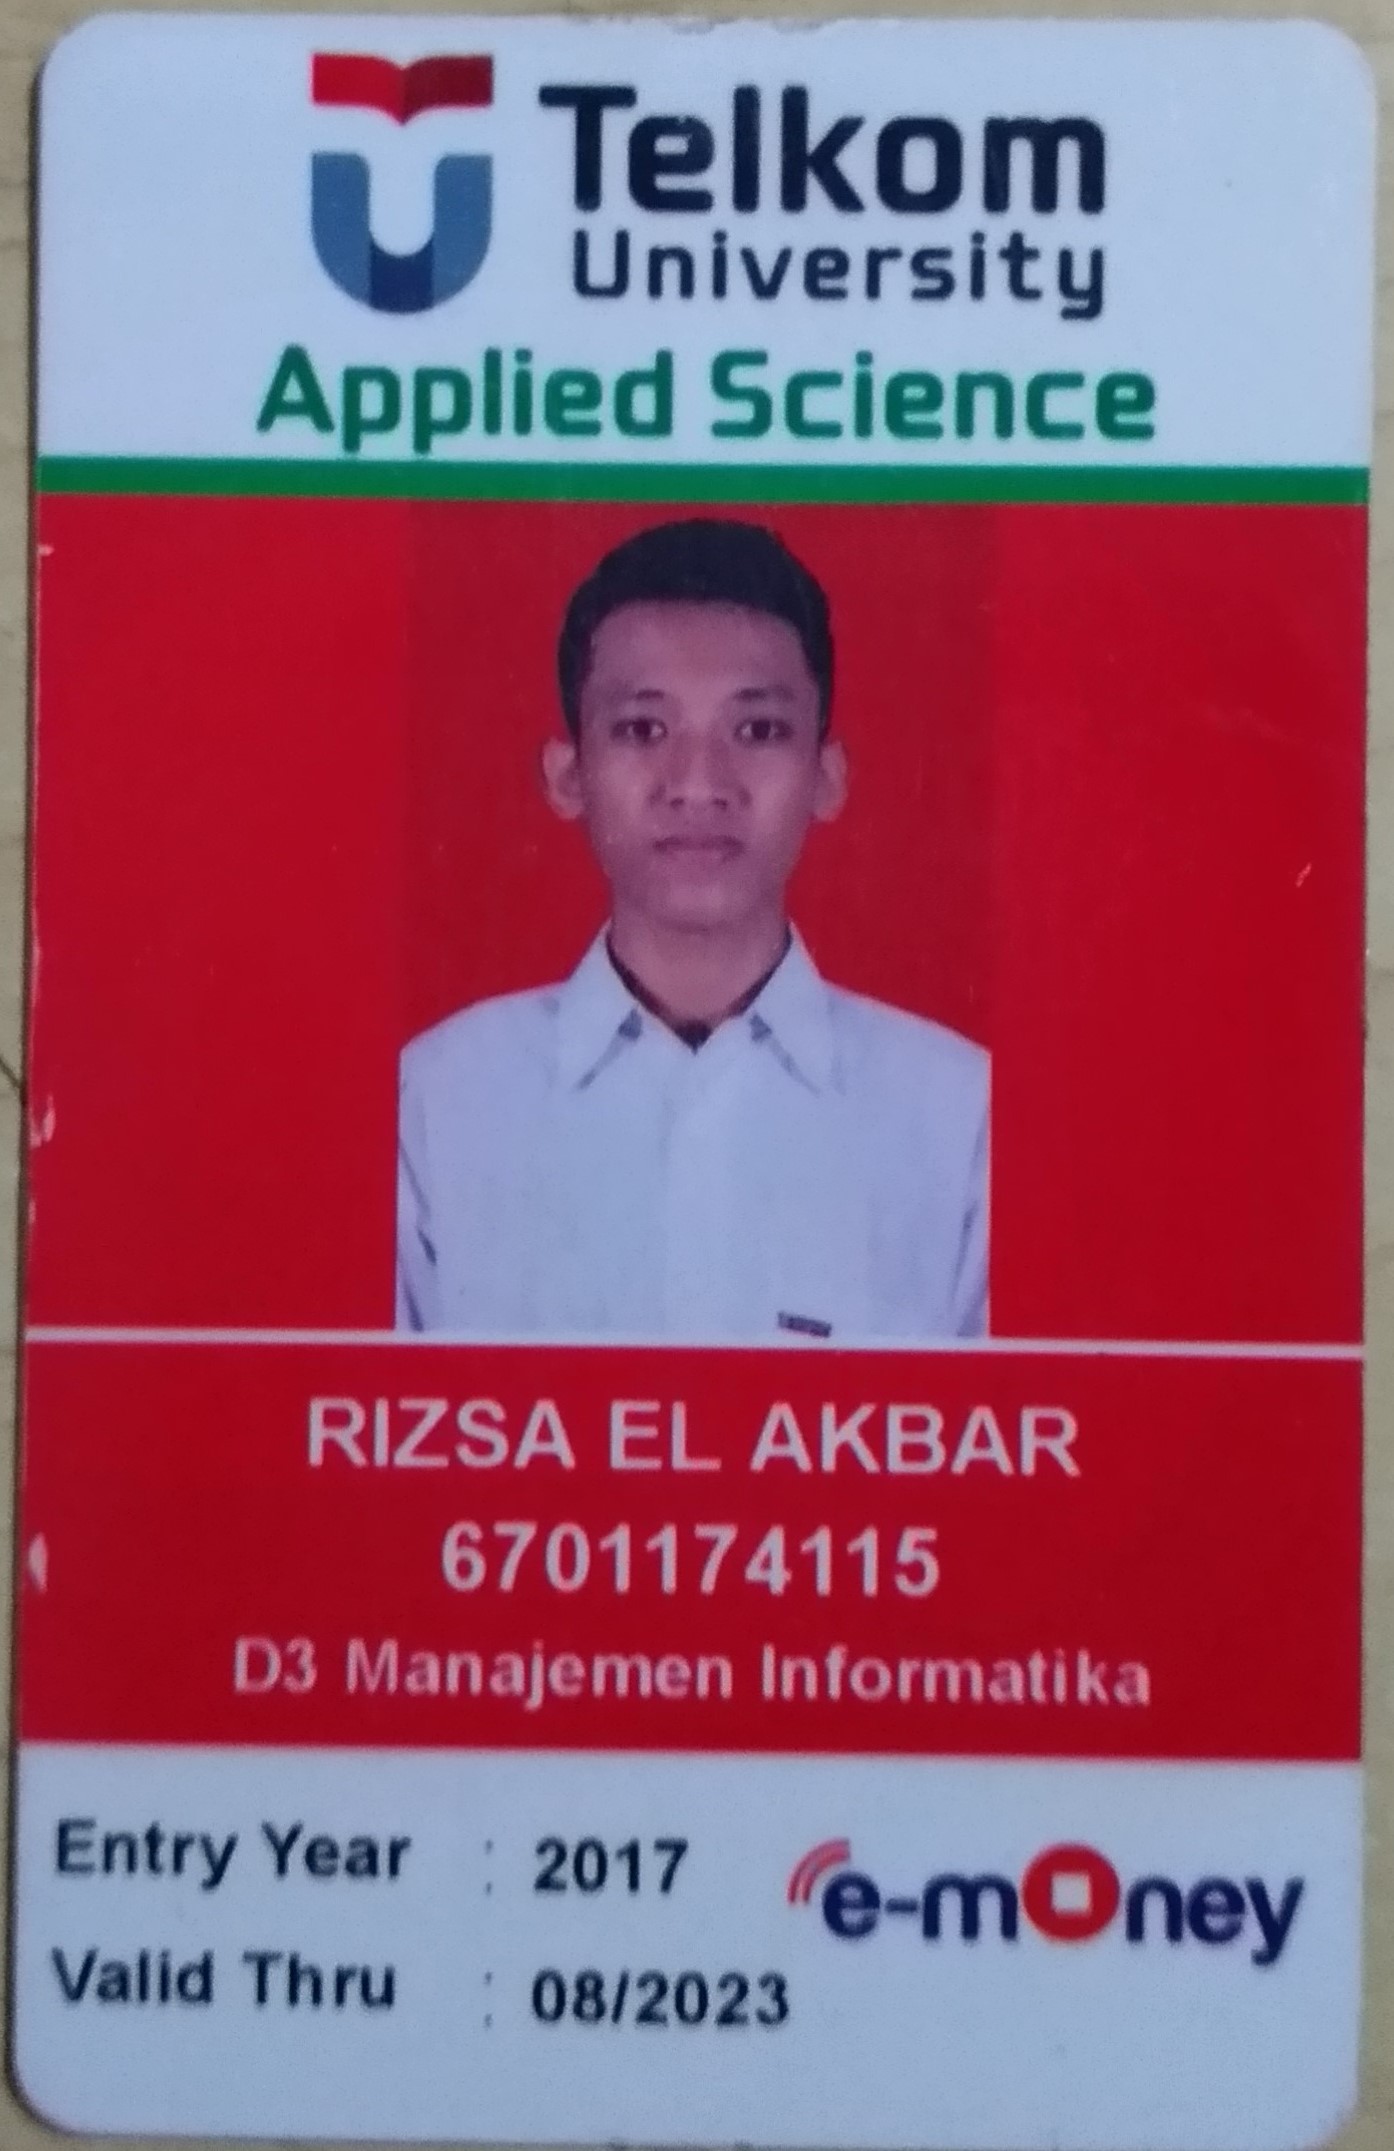 Telkom
University
Applied Science
RIZSA EL AKBAR
6701174115
D3 Manajemen Informatika
Entry Year : 2017
e-money
Valid Thru : 08/2023